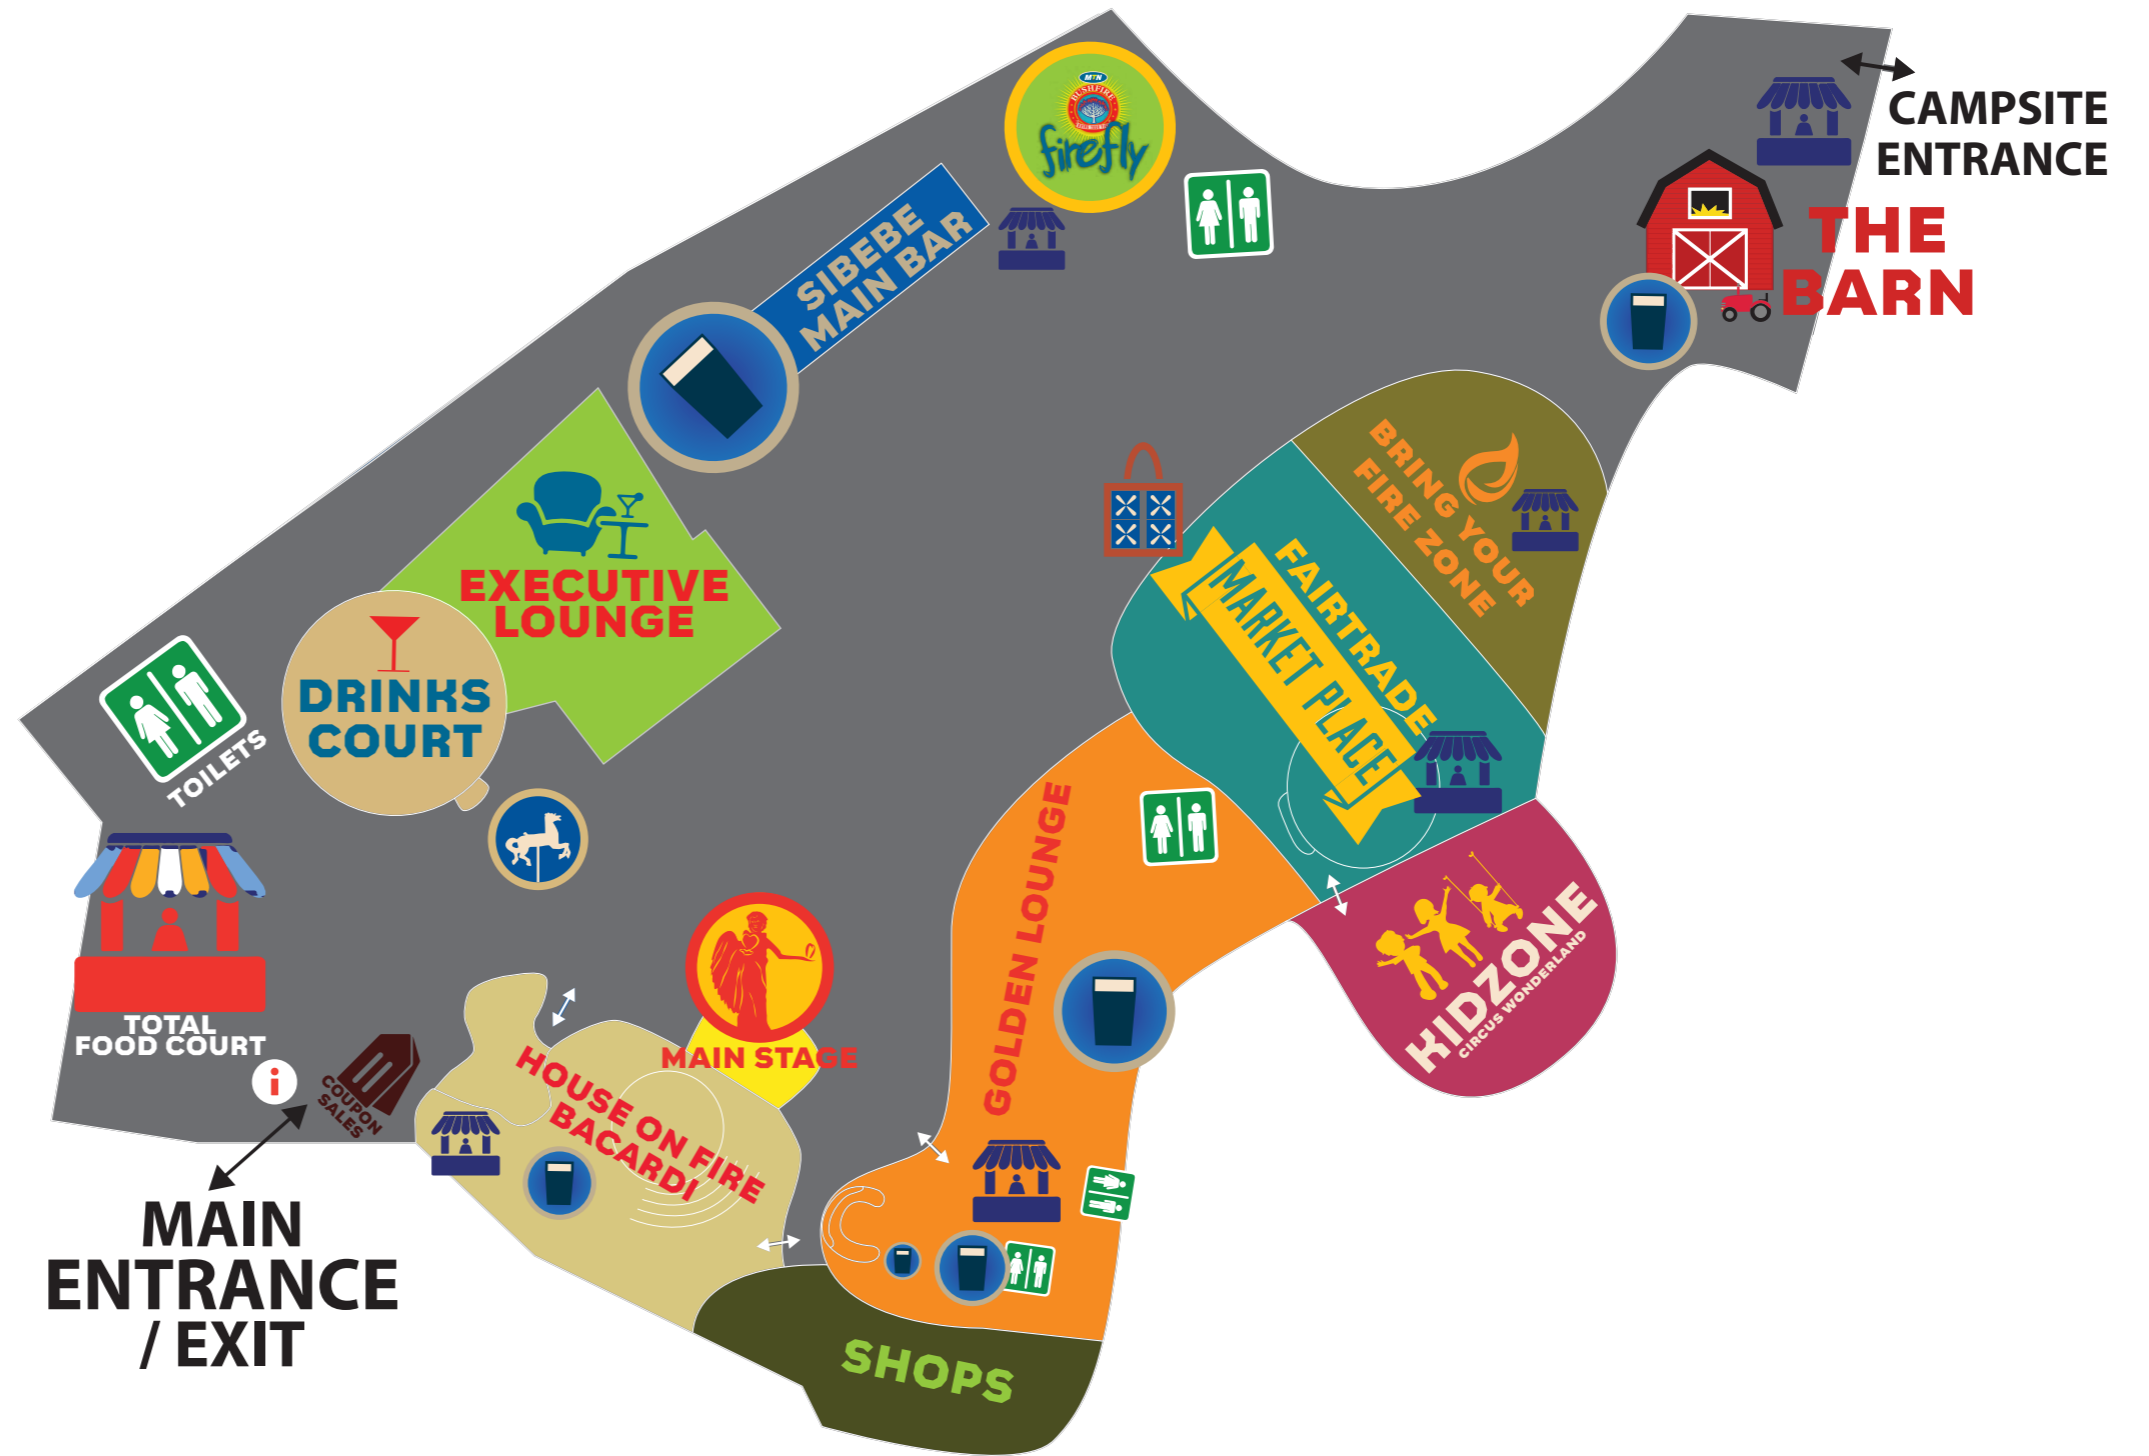 MTN
BUSHFIRE
firefly
CAMPSITE
ENTRANCE
THE
BARN
SIBEBE
MAIN BAR
BRING YOUR
FIRE ZONE
EXECUTIVE
LOUNGE
FAIRTRADE
MARKET PLACE
DRINKS
COURT
TOILETS
GOLDEN LOUNGE
KIDZONE
CIRCUS WONDERLAND
TOTAL
FOOD COURT
i
COUPON
SALES
MAIN STAGE
HOUSE ON FIRE
BACARDI
MAIN
ENTRANCE
/ EXIT
SHOPS